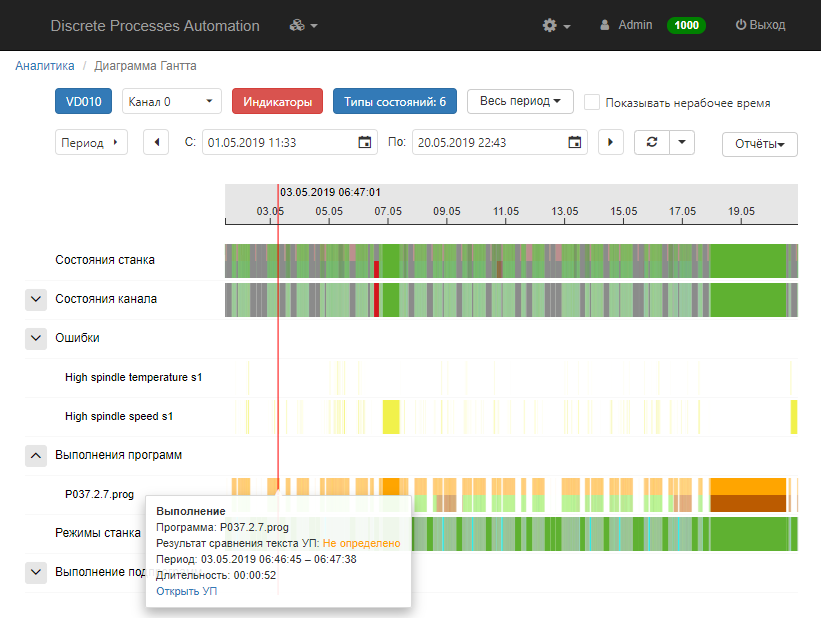 Discrete Processes Automation
Admin 1000 Выход
Аналитика / Диаграмма Гантта
VD010 Канал 0 Индикаторы Типы состояний: 6 Весь период Показывать нерабочее время
Период С: 01.05.2019 11:33 По: 20.05.2019 22:43 Отчёты
03.05.2019 06:47:01
03.05 05.05 07.05 09.05 11.05 13.05 15.05 17.05 19.05
Состояния станка
Состояния канала
Ошибки
High spindle temperature s1
High spindle speed s1
Выполнения программ
P037.2.7.prog
Режимы станка
Выполнение под
Выполнение
Программа: P037.2.7.prog
Результат сравнения текста УП: Не определено
Период: 03.05.2019 06:46:45 – 06:47:38
Длительность: 00:00:52
Открыть УП